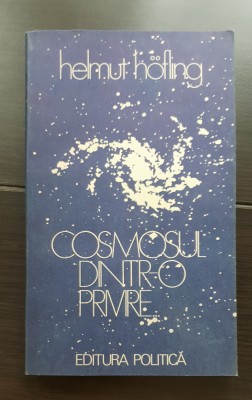 helmut höfling
COSMOSUL
DINTR-O
PRIVIRE...
EDITURA POLITICĂ